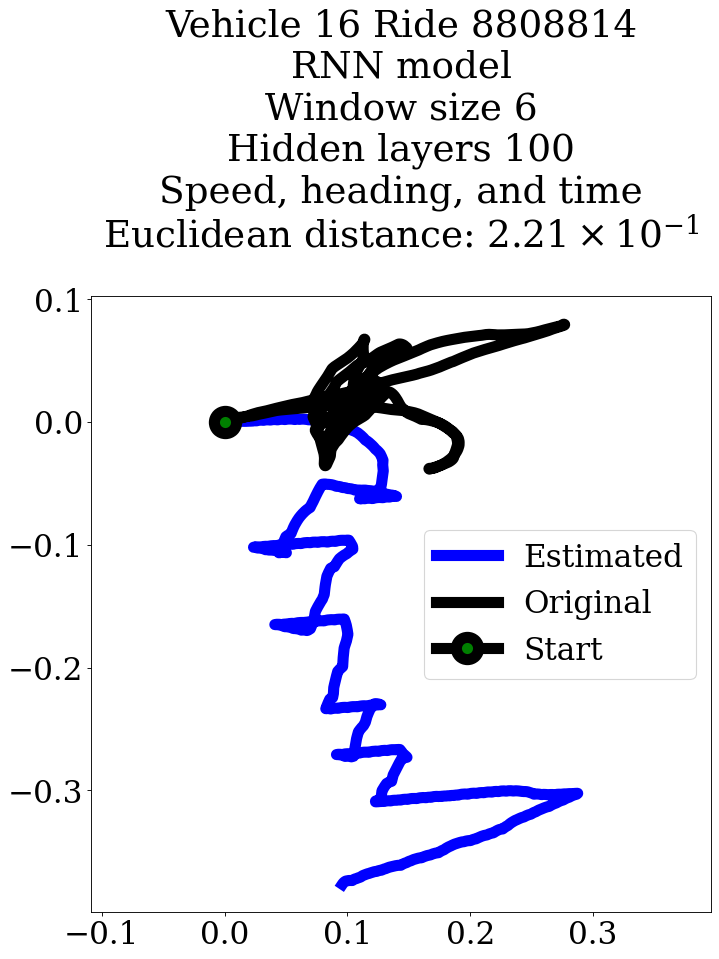 Vehicle 16 Ride 8808814
RNN model
Window size 6
Hidden layers 100
Speed, heading, and time
Euclidean distance: 2.21 × 10⁻¹
0.1
0.0
−0.1
−0.2
−0.3
Estimated
Original
Start
−0.1 0.0 0.1 0.2 0.3